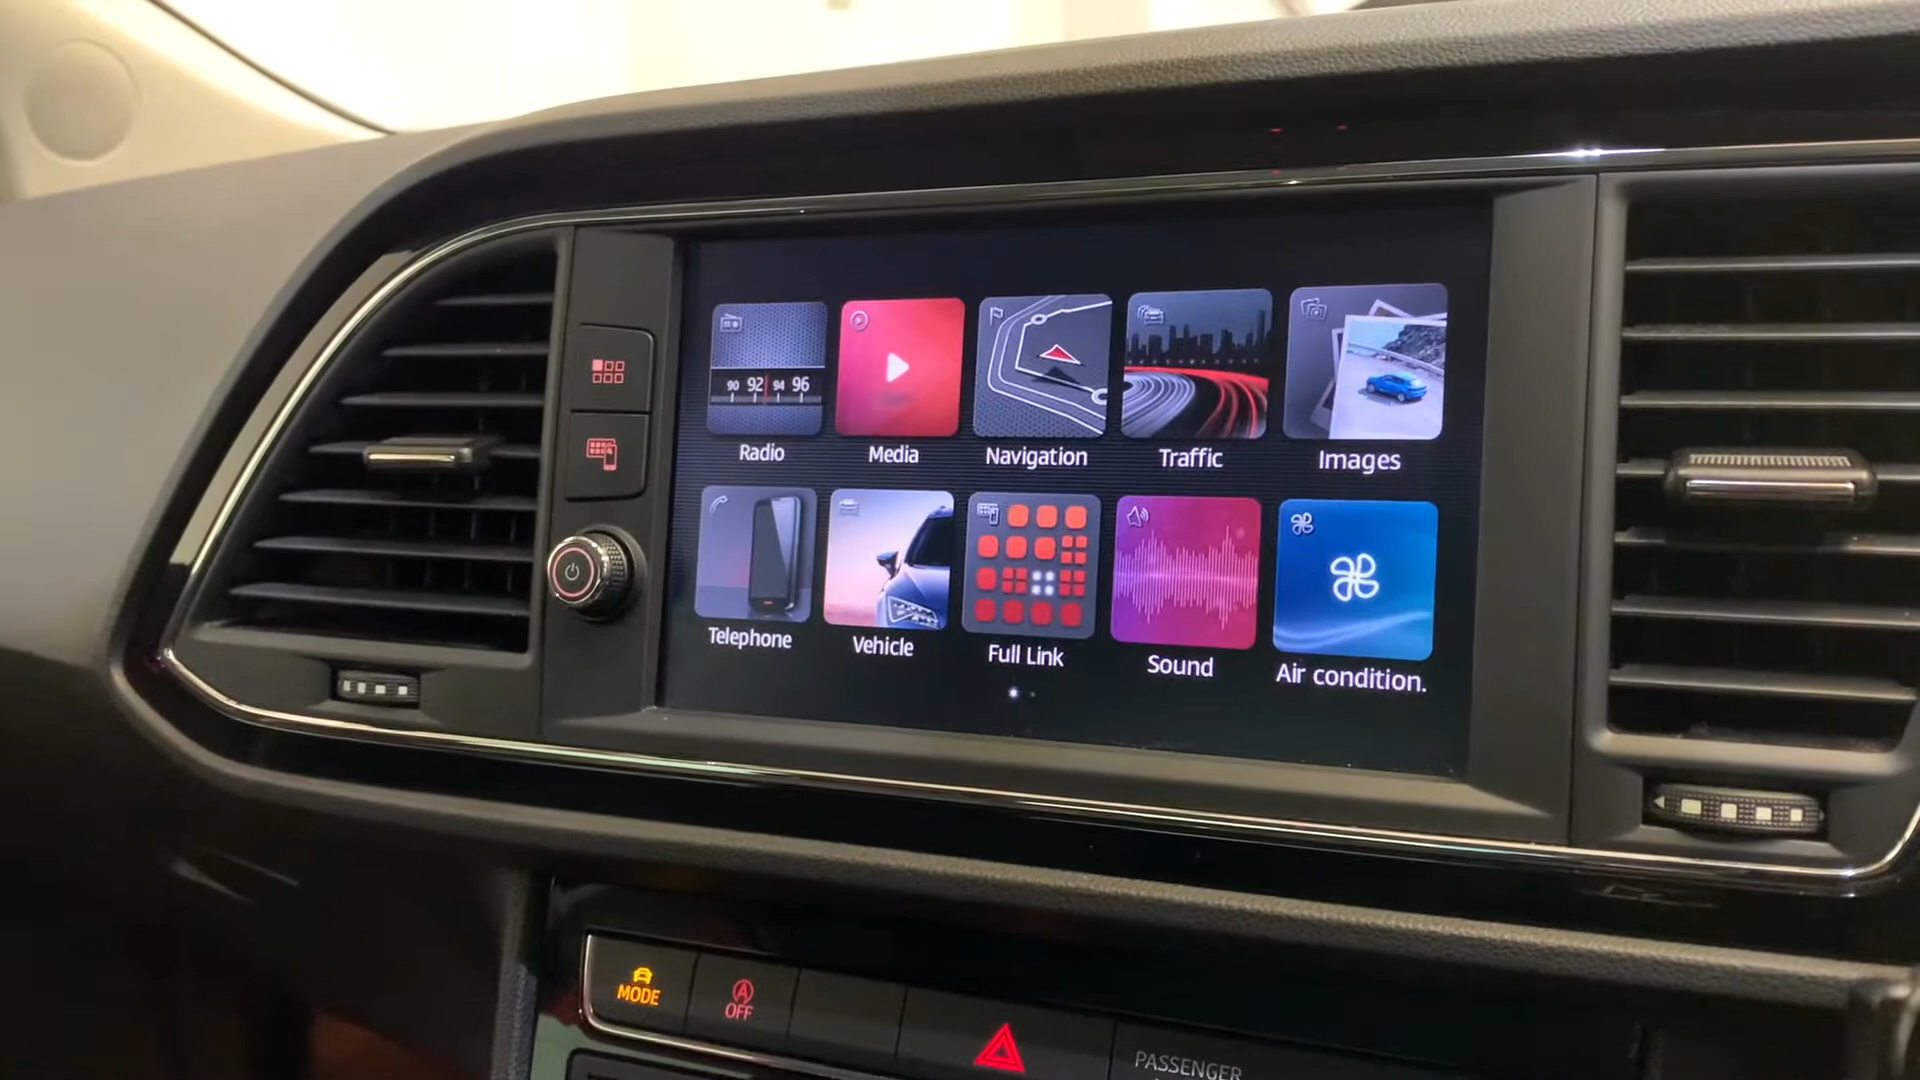 90 92 94 96
Radio
Media
Navigation
Traffic
Images
Telephone
Vehicle
Full Link
Sound
Air condition.
MODE
A
OFF
PASSENGER